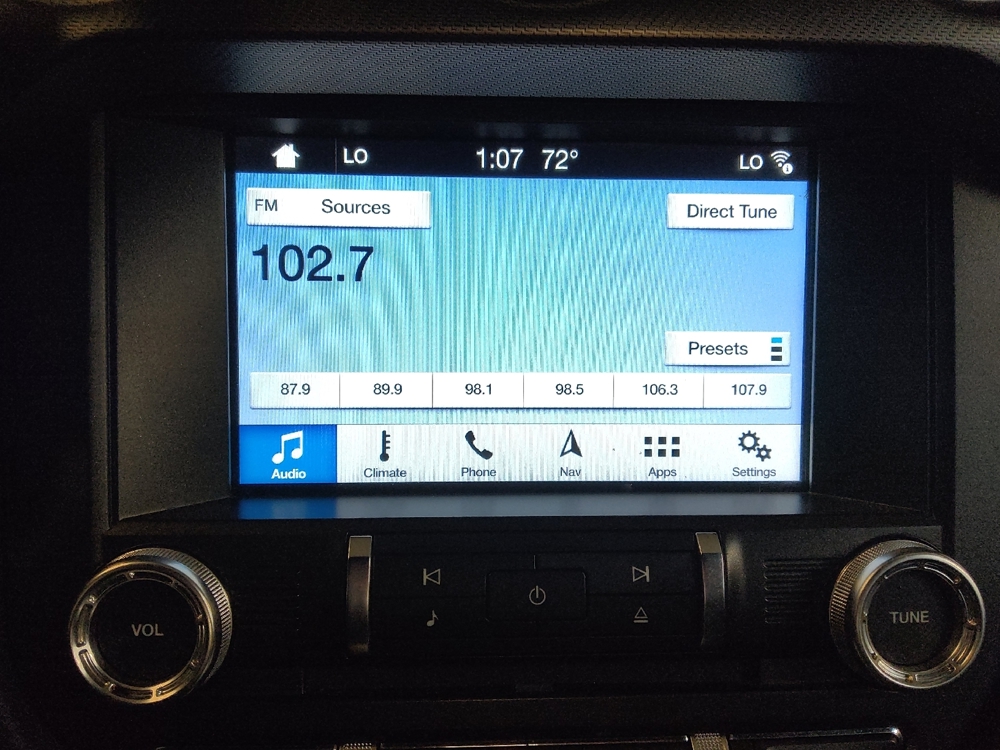 LO 1:07 72° LO
FM Sources Direct Tune
102.7
Presets
87.9 89.9 98.1 98.5 106.3 107.9
Audio Climate Phone Nav Apps Settings
VOL TUNE